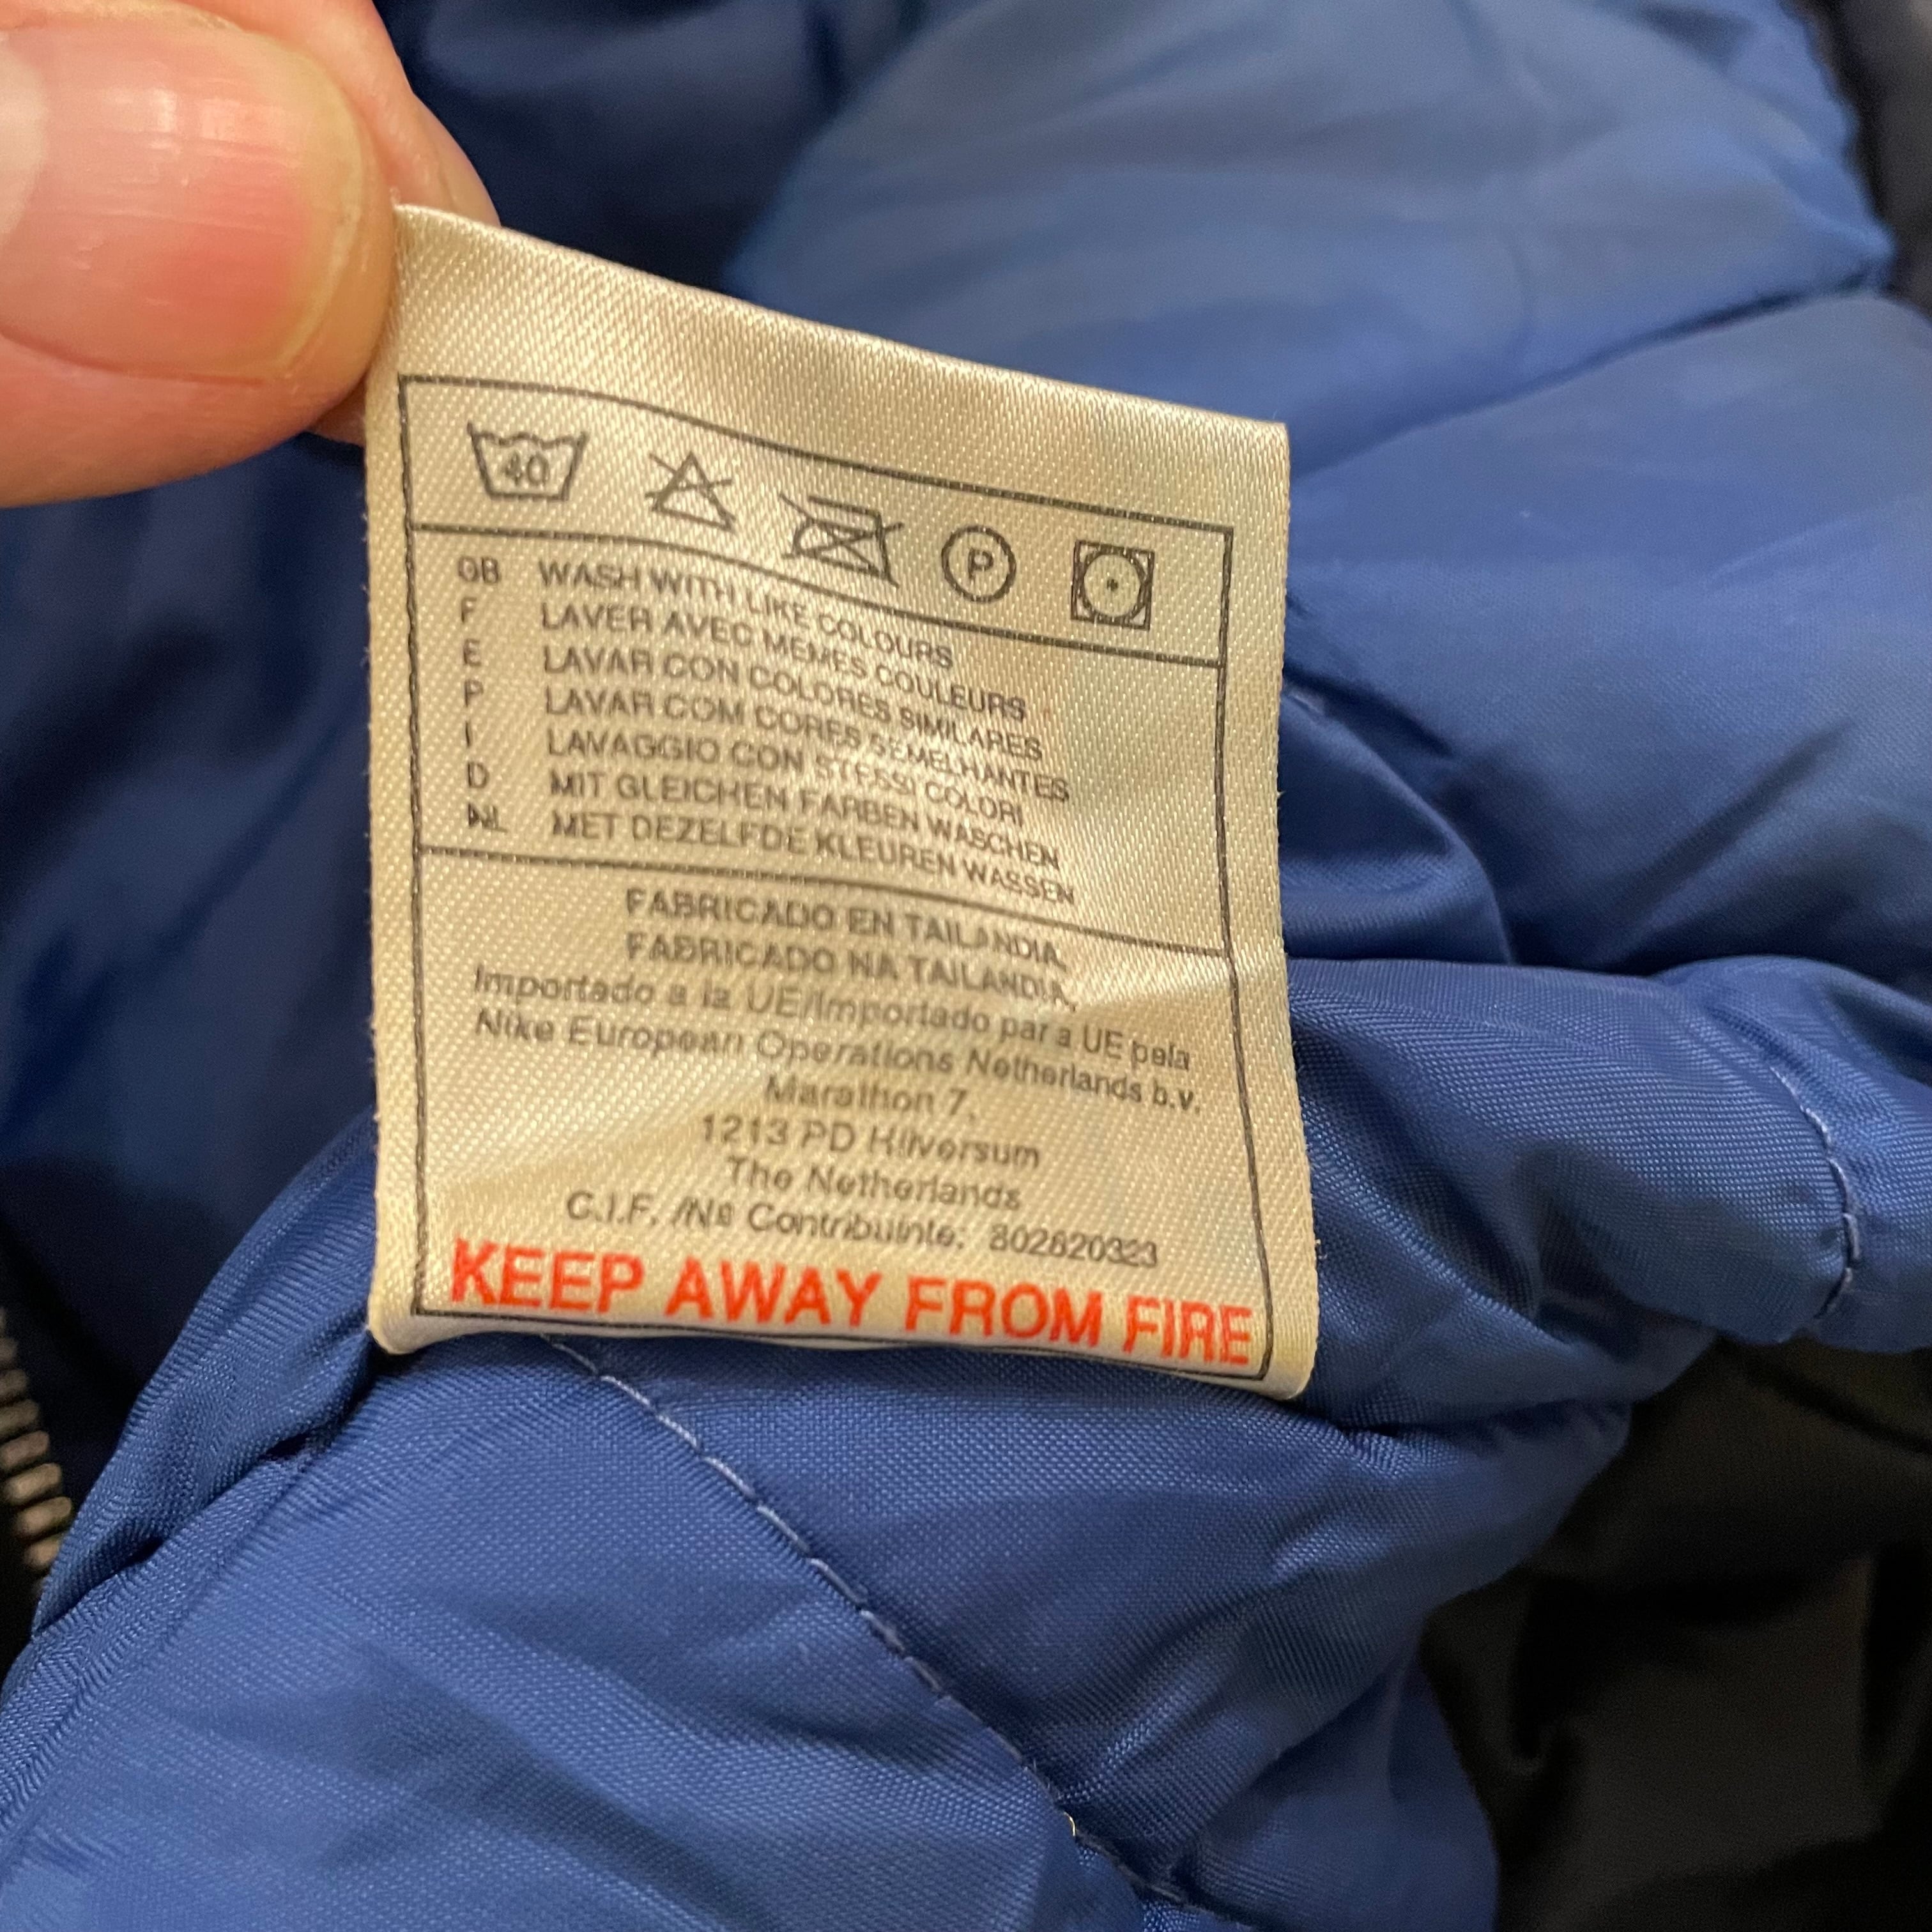 40
P
GB WASH WITH LIKE COLOURS
F LAVER AVEC MEMES COULEURS
E LAVAR CON COLORES SIMILARES
P LAVAR COM CORES SEMELHANTES
I LAVAGGIO CON STESSI COLORI
D MIT GLEICHEN FARBEN WASCHEN
NL MET DEZELFDE KLEUREN WASSEN
FABRICADO EN TAILANDIA.
FABRICADO NA TAILANDIA.
Importado a la UE/Importado par a UE pela
Nike European Operations Netherlands b.v.
Marathon 7,
1213 PD Hilversum
The Netherlands
C.I.F. /Nº Contribuinte: 802620323
KEEP AWAY FROM FIRE